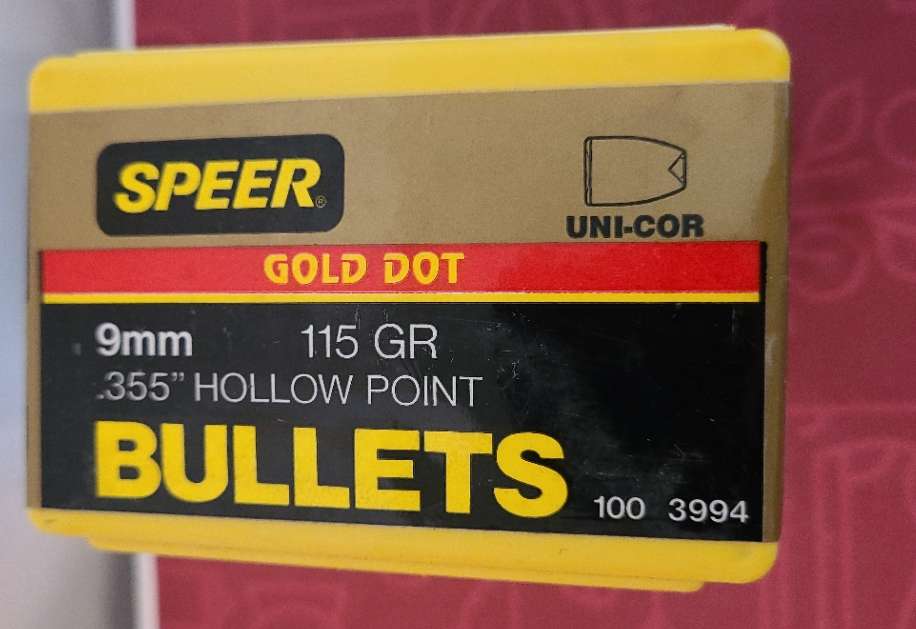 SPEER®
UNI-COR
GOLD DOT
9mm 115 GR
.355" HOLLOW POINT
BULLETS 100 3994